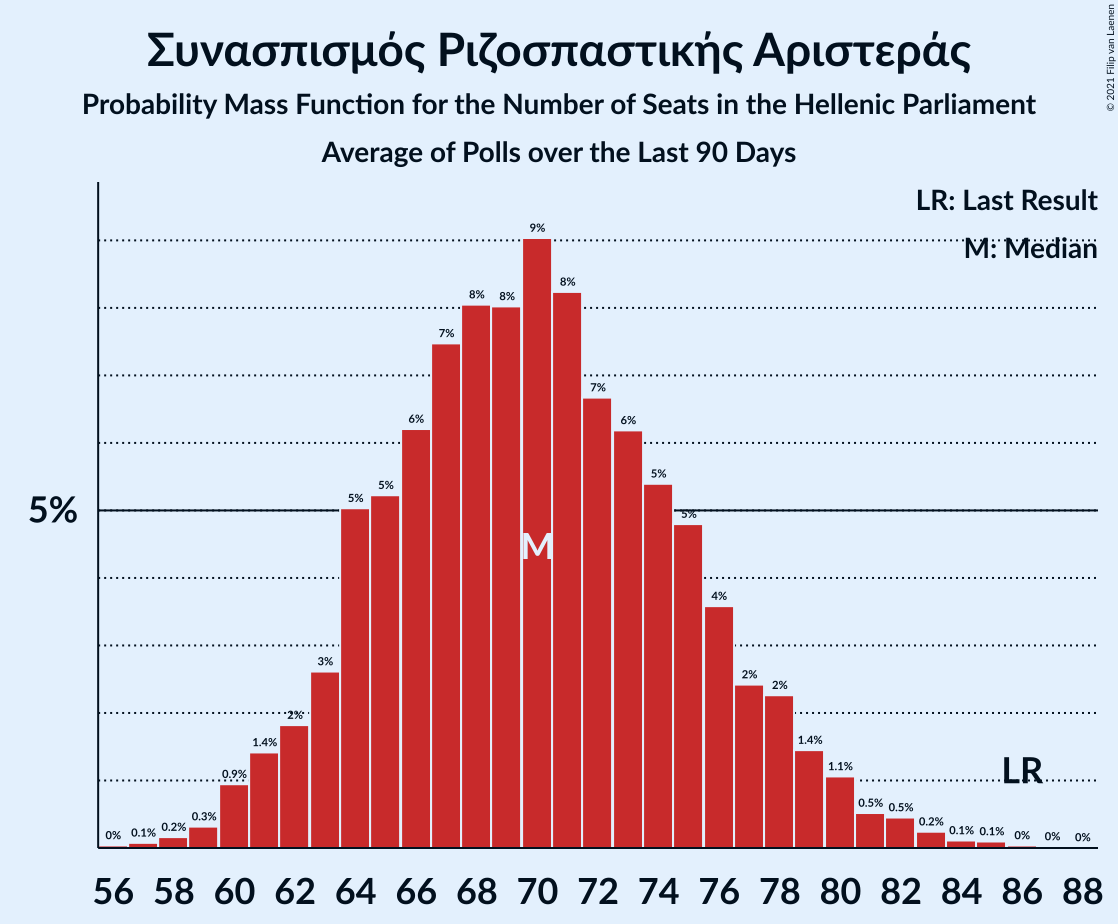 Συνασπισμός Ριζοσπαστικής Αριστεράς
Probability Mass Function for the Number of Seats in the Hellenic Parliament
Average of Polls over the Last 90 Days
© 2021 Filip van Laenen
LR: Last Result
M: Median
5%
0% 0.1% 0.2% 0.3% 0.9% 1.4% 2% 3% 5% 5% 6% 7% 8% 8% 9% 8% 7% 6% 5% 5% 4% 2% 2% 1.4% 1.1% 0.5% 0.5% 0.2% 0.1% 0.1% 0% 0% 0%
M
LR
56 58 60 62 64 66 68 70 72 74 76 78 80 82 84 86 88